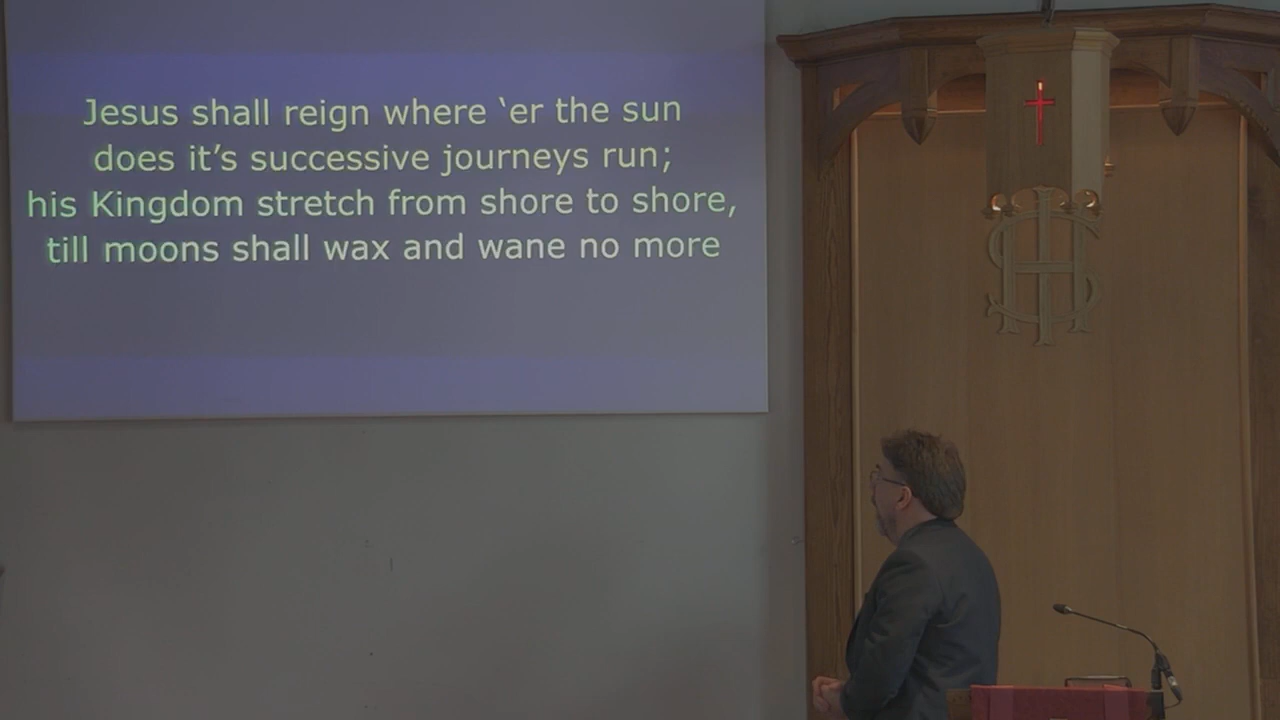 Jesus shall reign where ‘er the sun
does it’s successive journeys run;
his Kingdom stretch from shore to shore,
till moons shall wax and wane no more
IHS